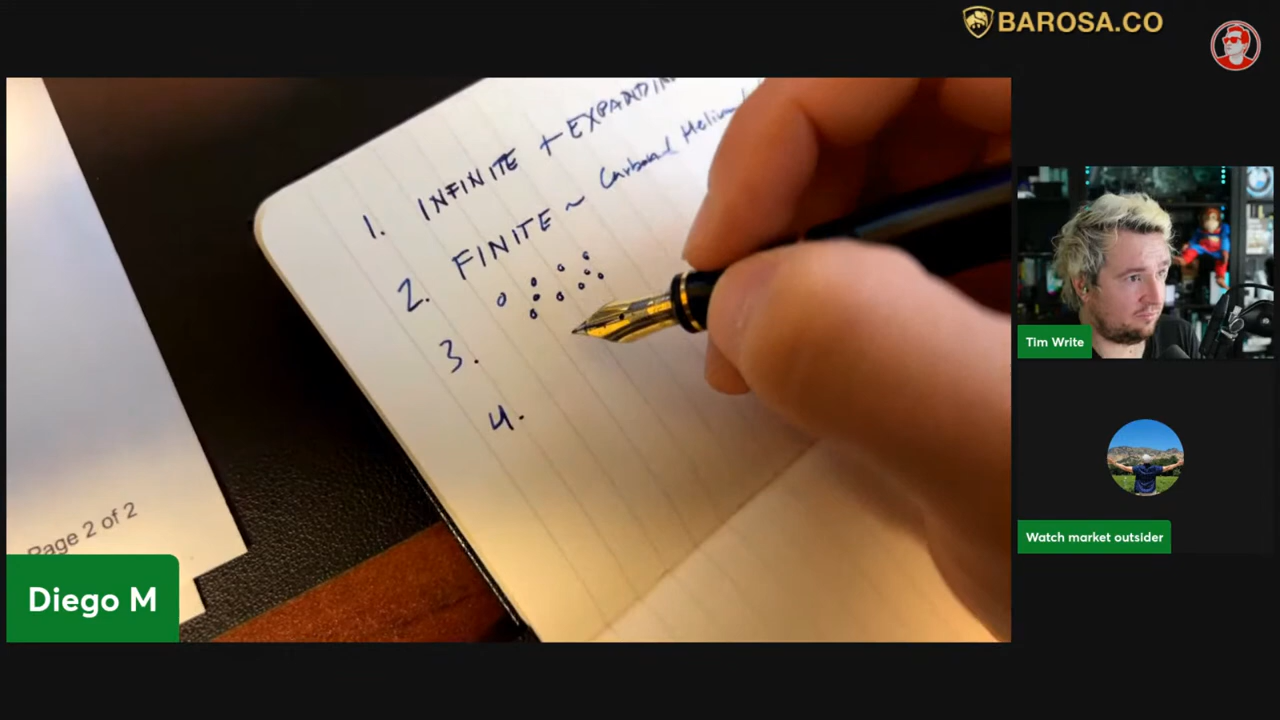 BAROSA.CO
1. INFINITE + EXPANDIN
2. FINITE ~ Carbon Helium
3.
4.
Page 2 of 2
Diego M
Tim Write
Watch market outsider